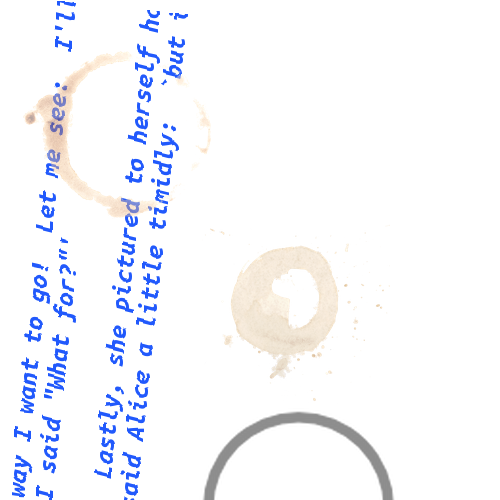 way I want to go! Let me see: I'll
I said "What for?"'
Lastly, she pictured to herself
said Alice a little timidly: `but